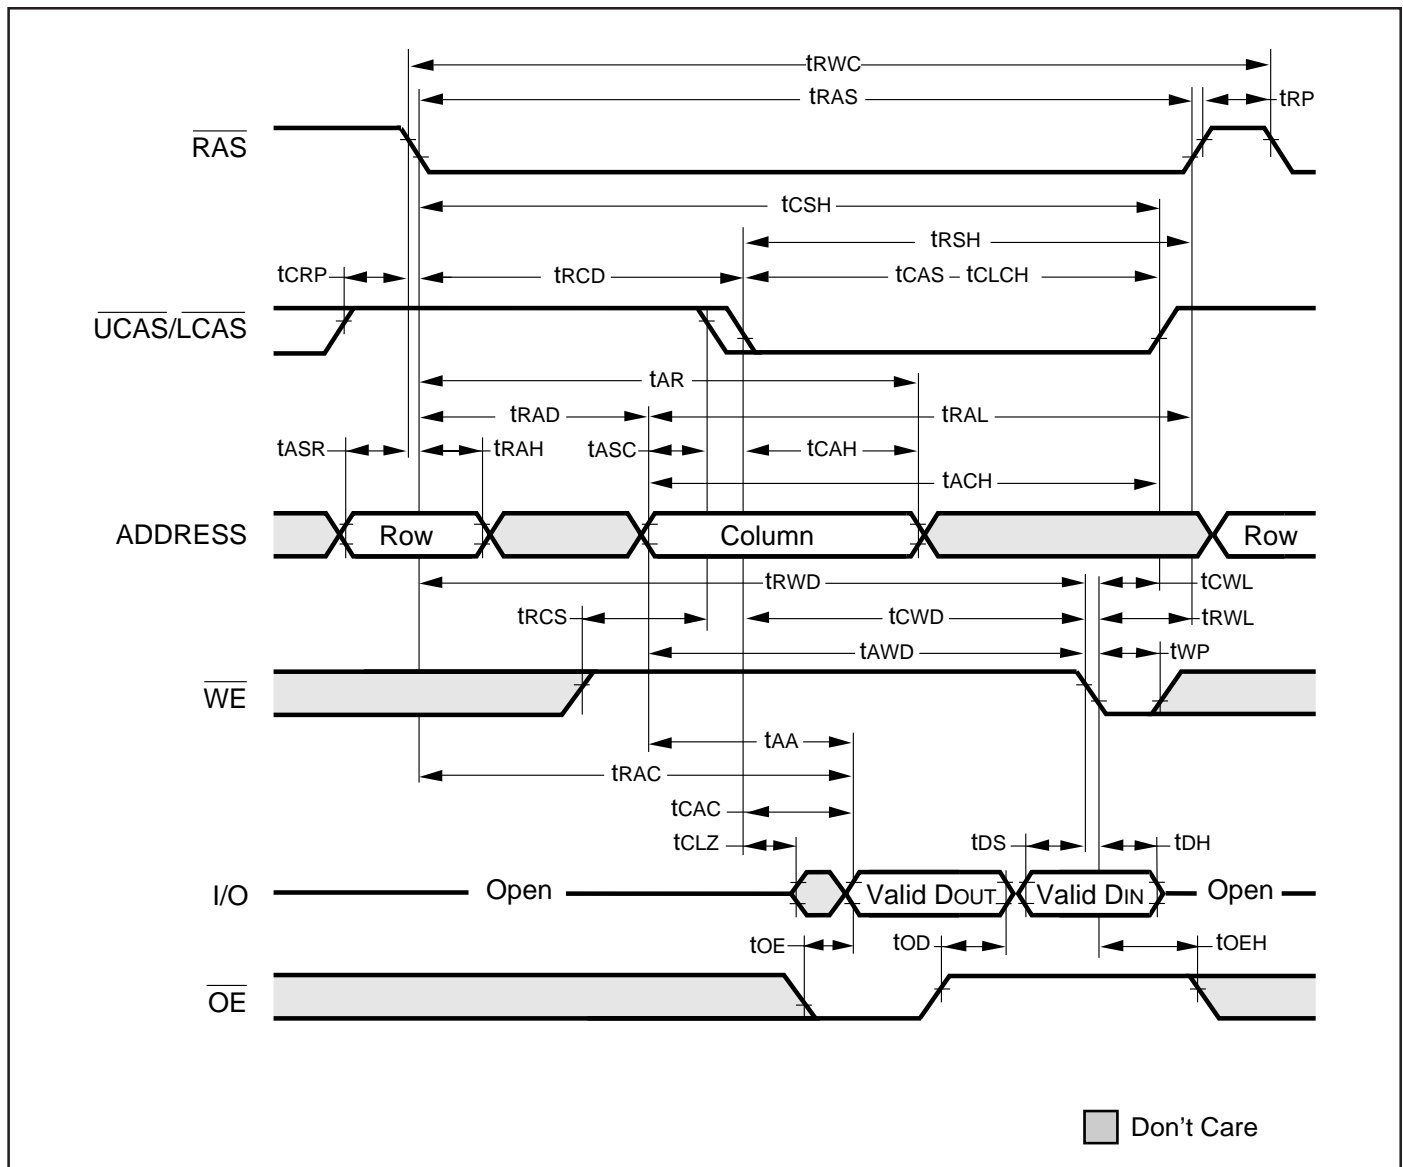 tRWC
tRAS
tRP
RAS
tCSH
tRSH
tCRP
tRCD
tCAS – tCLCH
UCAS/LCAS
tAR
tRAD
tRAL
tASR
tRAH
tASC
tCAH
tACH
ADDRESS
Row
Column
Row
tRWD
tCWL
tRCS
tCWD
tRWL
tAWD
tWP
WE
tAA
tRAC
tCAC
tCLZ
tDS
tDH
I/O
Open
Valid DOUT
Valid DIN
Open
tOE
tOD
tOEH
OE
Don't Care